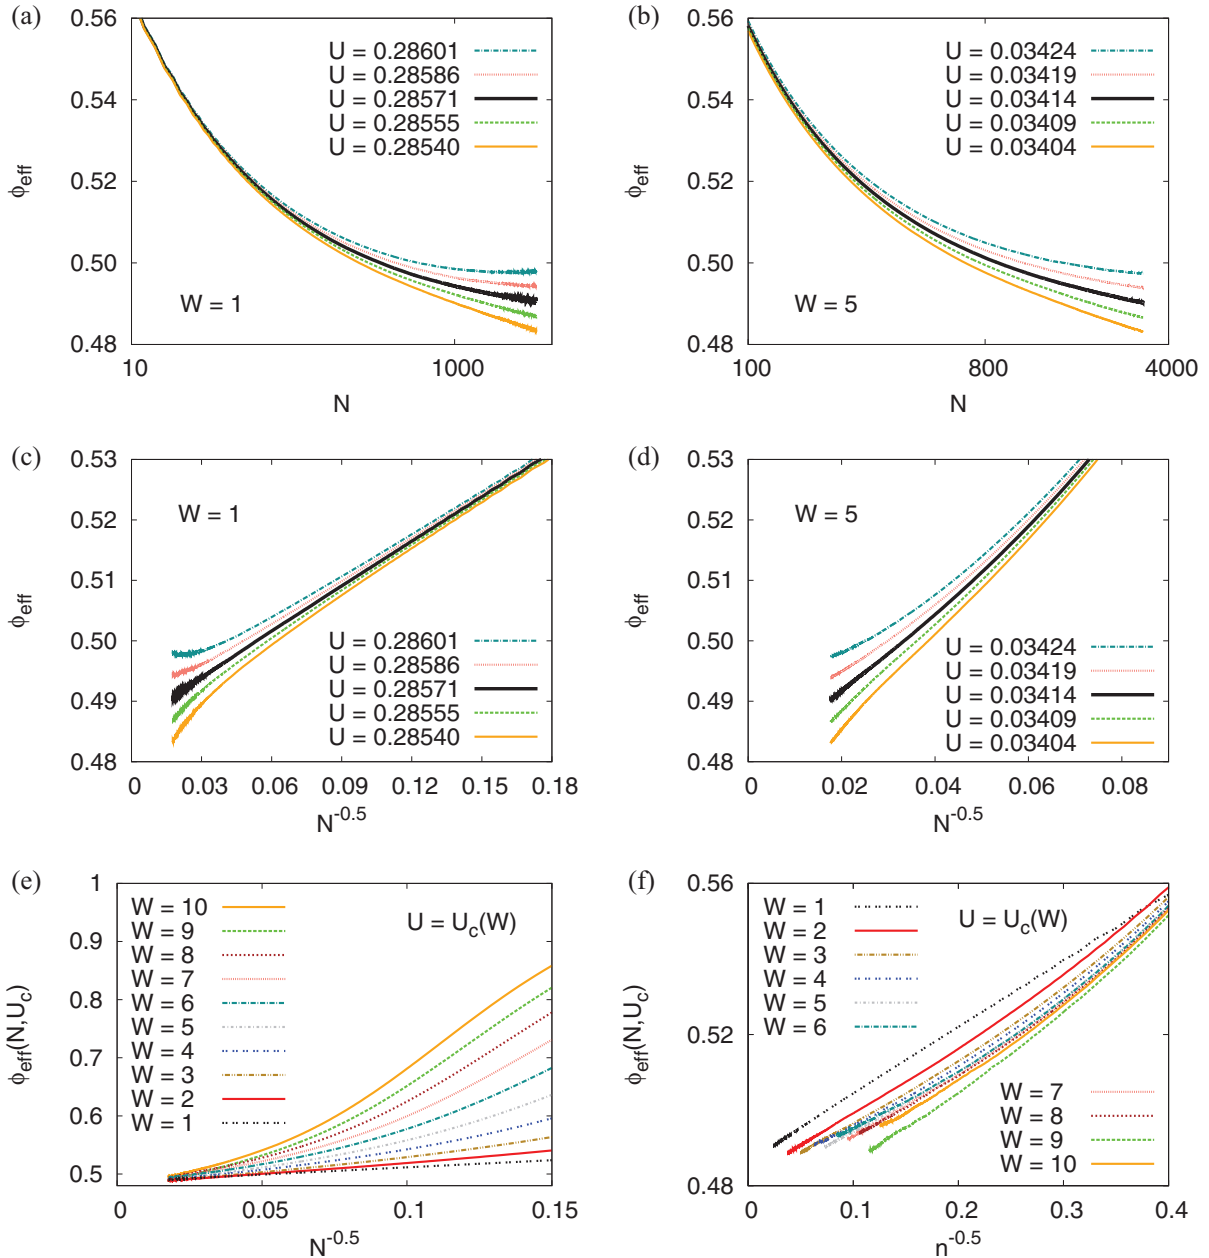 (a)
0.56
0.54
0.52
0.50
0.48
ϕeff
U = 0.28601
U = 0.28586
U = 0.28571
U = 0.28555
U = 0.28540
W = 1
10
1000
N
(b)
0.56
0.54
0.52
0.50
0.48
ϕeff
U = 0.03424
U = 0.03419
U = 0.03414
U = 0.03409
U = 0.03404
W = 5
100
800
4000
N
(c)
0.53
0.52
0.51
0.50
0.49
0.48
ϕeff
W = 1
U = 0.28601
U = 0.28586
U = 0.28571
U = 0.28555
U = 0.28540
0
0.03
0.06
0.09
0.12
0.15
0.18
N^-0.5
(d)
0.53
0.52
0.51
0.50
0.49
0.48
ϕeff
W = 5
U = 0.03424
U = 0.03419
U = 0.03414
U = 0.03409
U = 0.03404
0
0.02
0.04
0.06
0.08
N^-0.5
(e)
1
0.9
0.8
0.7
0.6
0.5
ϕeff(N,Uc)
W = 10
W = 9
W = 8
W = 7
W = 6
W = 5
W = 4
W = 3
W = 2
W = 1
U = Uc(W)
0
0.05
0.1
0.15
N^-0.5
(f)
0.56
0.52
0.48
ϕeff(N,Uc)
W = 1
W = 2
W = 3
W = 4
W = 5
W = 6
U = Uc(W)
W = 7
W = 8
W = 9
W = 10
0
0.1
0.2
0.3
0.4
n^-0.5